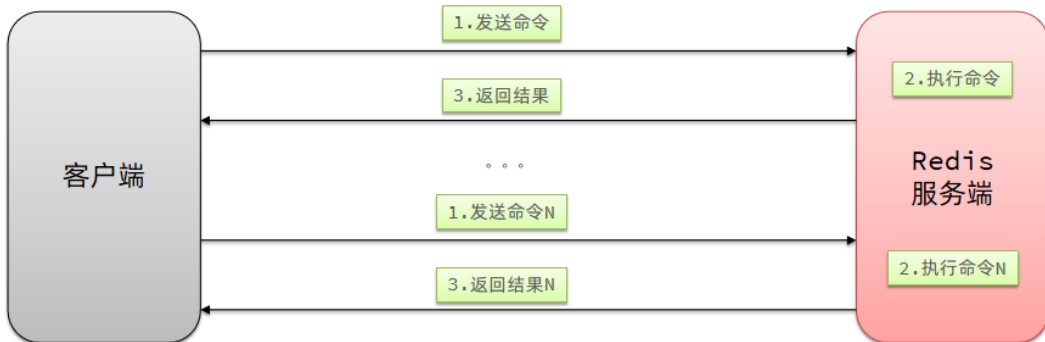 1.发送命令
2.执行命令
3.返回结果
客户端
。。。
Redis
服务端
1.发送命令N
2.执行命令N
3.返回结果N